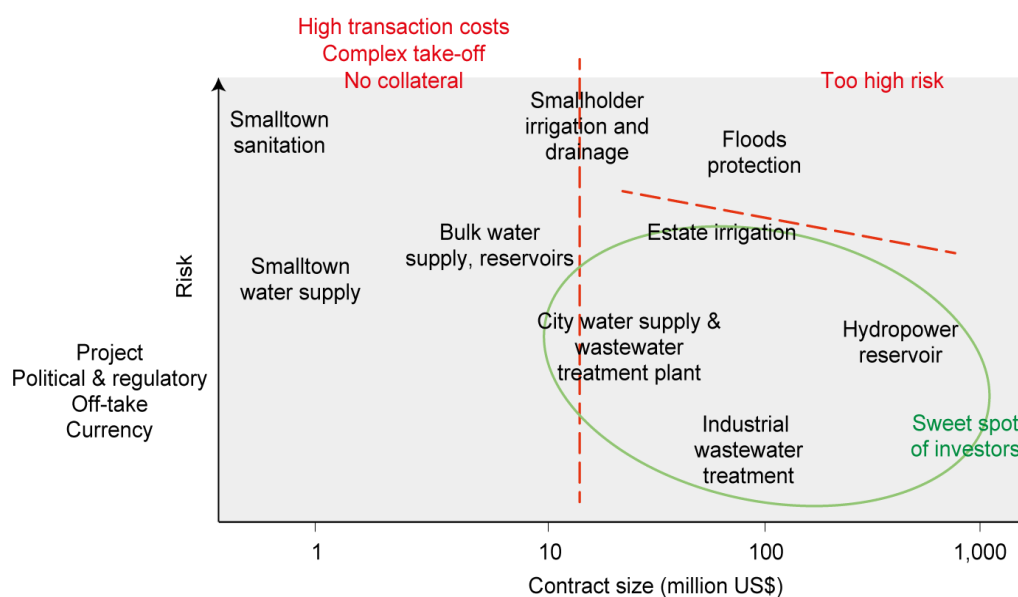 High transaction costs
Complex take-off
No collateral
Too high risk
Smalltown
sanitation
Smallholder
irrigation and
drainage
Floods
protection
Bulk water
supply, reservoirs
Estate irrigation
Smalltown
water supply
Risk
City water supply &
wastewater
treatment plant
Hydropower
reservoir
Project
Political & regulatory
Off-take
Currency
Industrial
wastewater
treatment
Sweet spot
of investors
1
10
100
1,000
Contract size (million US$)